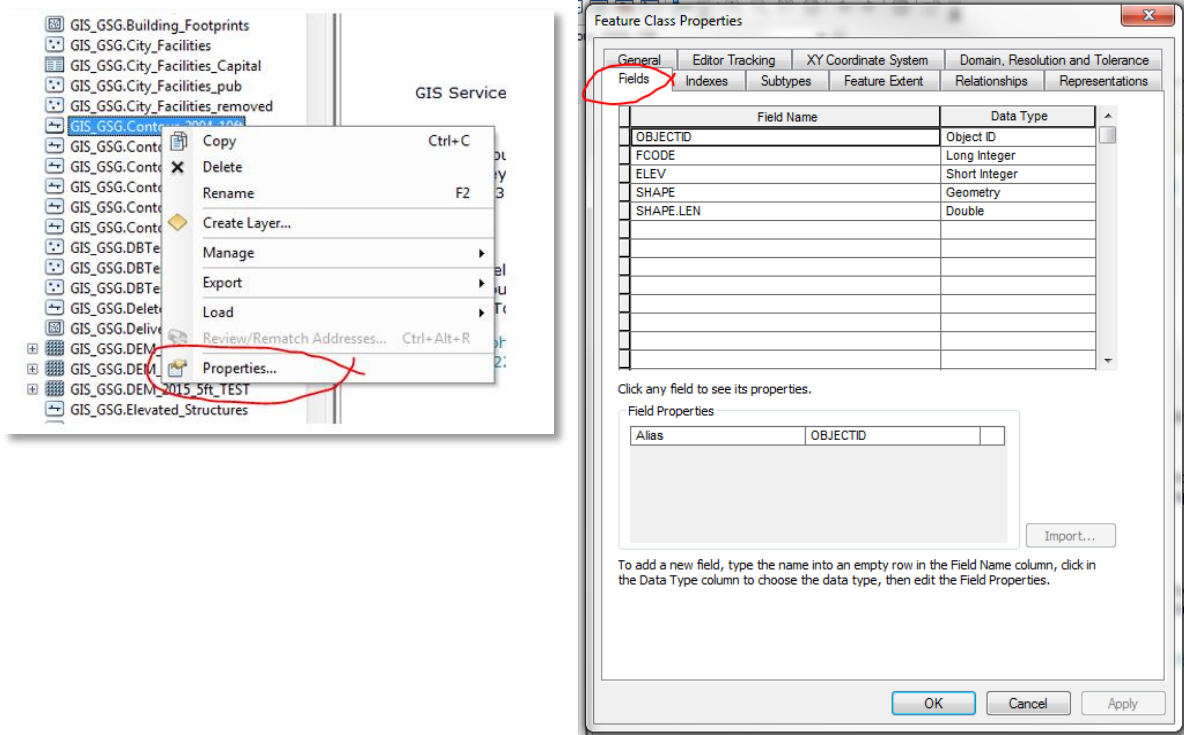 GIS_GSG.Building_Footprints
GIS_GSG.City_Facilities
GIS_GSG.City_Facilities_Capital
GIS_GSG.City_Facilities_pub
GIS_GSG.City_Facilities_removed
GIS_GSG.Contour_2004_10ft
GIS_GSG.Conto
GIS_GSG.Conto
GIS_GSG.Conto
GIS_GSG.Conto
GIS_GSG.Conto
GIS_GSG.DBTe
GIS_GSG.DBTe
GIS_GSG.DBTe
GIS_GSG.Delete
GIS_GSG.Delive
GIS_GSG.DEM_
GIS_GSG.DEM_
GIS_GSG.DEM_2015_5ft_TEST
GIS_GSG.Elevated_Structures
GIS Service
Copy Ctrl+C
Delete
Rename F2
Create Layer...
Manage
Export
Load
Review/Rematch Addresses... Ctrl+Alt+R
Properties...
Feature Class Properties
General Editor Tracking XY Coordinate System Domain, Resolution and Tolerance
Fields Indexes Subtypes Feature Extent Relationships Representations
Field Name Data Type
OBJECTID Object ID
FCODE Long Integer
ELEV Short Integer
SHAPE Geometry
SHAPE.LEN Double
Click any field to see its properties.
Field Properties
Alias OBJECTID
Import...
To add a new field, type the name into an empty row in the Field Name column, click in
the Data Type column to choose the data type, then edit the Field Properties.
OK Cancel Apply